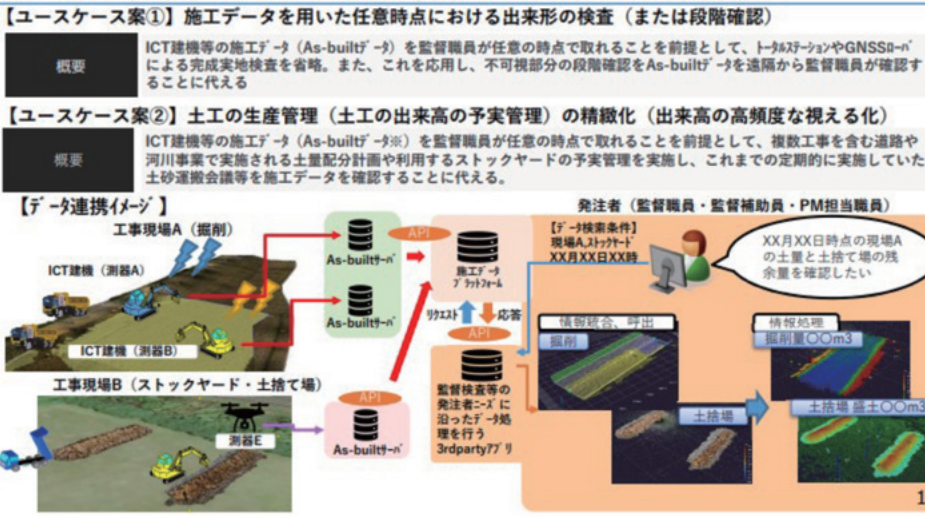 【ユースケース案①】施工データを用いた任意時点における出来形の検査（または段階確認）
概要
ICT建機等の施工ﾃﾞｰﾀ（As-builtﾃﾞｰﾀ）を監督職員が任意の時点で取れることを前提として、ﾄｰﾀﾙｽﾃｰｼｮﾝやGNSSﾛｰﾊﾞ
による完成実地検査を省略。また、これを応用し、不可視部分の段階確認をAs-builtﾃﾞｰﾀを遠隔から監督職員が確認す
ることに代える
【ユースケース案②】土工の生産管理（土工の出来高の予実管理）の精緻化（出来高の高頻度な視える化）
概要
ICT建機等の施工ﾃﾞｰﾀ（As-builtﾃﾞｰﾀ※）を監督職員が任意の時点で取れることを前提として、複数工事を含む道路や
河川事業で実施される土量配分計画や利用するストックヤードの予実管理を実施し、これまでの定期的に実施していた
土砂運搬会議等を施工データを確認することに代える。
【ﾃﾞｰﾀ連携ｲﾒｰｼﾞ】
工事現場A（掘削）
ICT建機（測器A）
ICT建機（測器B）
工事現場B（ストックヤード・土捨て場）
測器E
As-builtｻｰﾊﾞ
As-builtｻｰﾊﾞ
API
As-builtｻｰﾊﾞ
API
施工ﾃﾞｰﾀ
ﾌﾟﾗｯﾄﾌｫｰﾑ
ﾘｸｴｽﾄ
応答
API
監督検査等の
発注者ﾆｰｽﾞに
沿ったﾃﾞｰﾀ処
理を行う
3rdpartyｱﾌﾟﾘ
発注者（監督職員・監督補助員・PM担当職員）
【ﾃﾞｰﾀ検索条件】
現場A,ｽﾄｯｸﾔｰﾄﾞ
XX月XX日XX時
XX月XX日時点の現場A
の土量と土捨て場の残
余量を確認したい
情報統合、呼出
掘削
土捨場
情報処理
掘削量〇〇m3
土捨場 盛土〇〇m3
1